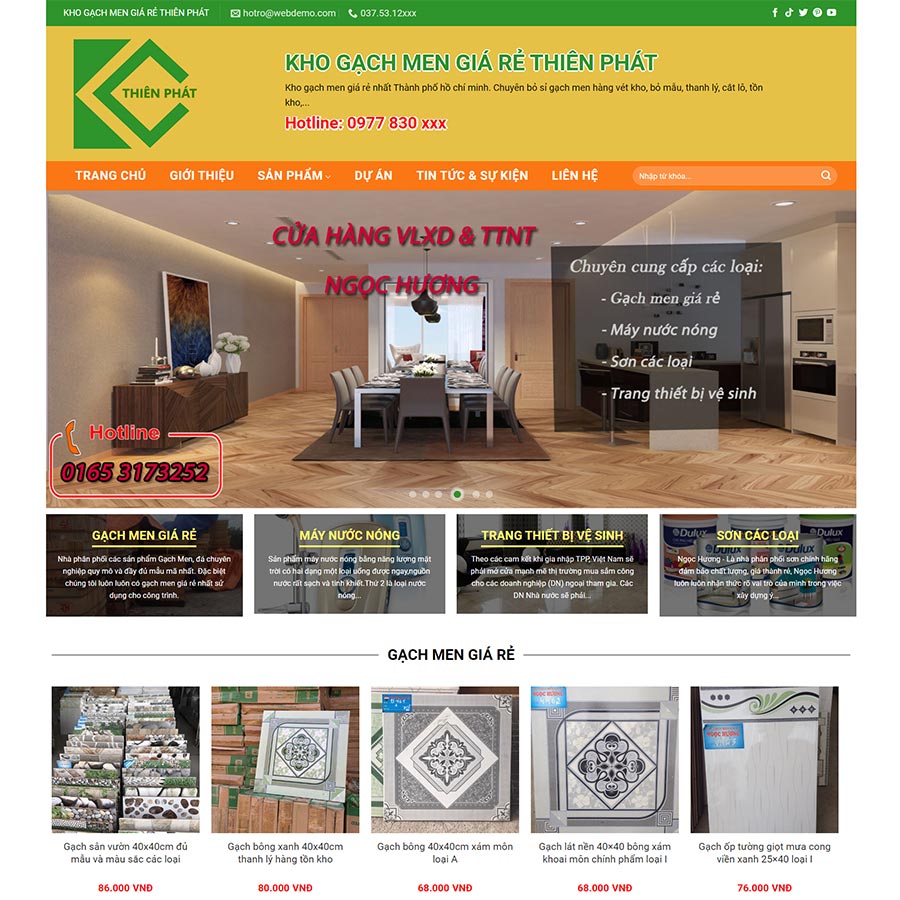 KHO GẠCH MEN GIÁ RẺ THIÊN PHÁT
hotro@webdemo.com
037.53.12xxx
THIÊN PHÁT
KHO GẠCH MEN GIÁ RẺ THIÊN PHÁT
Kho gạch men giá rẻ nhất Thành phố hồ chí minh. Chuyên bỏ sỉ gạch men hàng vét kho, bỏ mẫu, thanh lý, cắt lô, tồn
kho,...
Hotline: 0977 830 xxx
TRANG CHỦ
GIỚI THIỆU
SẢN PHẨM
DỰ ÁN
TIN TỨC & SỰ KIỆN
LIÊN HỆ
Nhập từ khóa...
CỬA HÀNG VLXD & TTNT
NGỌC HƯƠNG
Chuyên cung cấp các loại:
- Gạch men giá rẻ
- Máy nước nóng
- Sơn các loại
- Trang thiết bị vệ sinh
Hotline
0165 3173252
GẠCH MEN GIÁ RẺ
Nhà phân phối các sản phẩm Gạch Men, đá chuyên
nghiệp quy mô và đầy đủ mẫu mã nhất. Đặc biệt
chúng tôi luôn luôn có gạch men giá rẻ nhất sử
dụng cho công trình.
MÁY NƯỚC NÓNG
Sản phẩm máy nước nóng bằng năng lượng mặt
trời có hai dạng một loại uống được ngay,nguồn
nước rất sạch và tinh khiết.Thứ 2 là loại nước
nóng...
TRANG THIẾT BỊ VỆ SINH
Theo các cam kết khi gia nhập TPP, Việt Nam sẽ
phải mở cửa mạnh mẽ thị trường mua sắm công
cho các doanh nghiệp (DN) ngoại tham gia. Các
DN Nhà nước sẽ phải...
SƠN CÁC LOẠI
Ngọc Hương - Là nhà phân phối sơn chính hãng
đảm bảo chất lượng, giá thành rẻ, Ngọc Hương
luôn luôn nhận thức rõ vai trò của mình trong việc
xây dựng ý...
Dulux
Dulux
GẠCH MEN GIÁ RẺ
NGỌC HƯƠNG
NGỌC HƯƠNG
Gạch sân vườn 40x40cm đủ
mẫu và màu sắc các loại
86.000 VNĐ
Gạch bông xanh 40x40cm
thanh lý hàng tồn kho
80.000 VNĐ
Gạch bông 40x40cm xám môn
loại A
68.000 VNĐ
Gạch lát nền 40×40 bông xám
khoai môn chính phẩm loại I
68.000 VNĐ
Gạch ốp tường giọt mưa cong
viền xanh 25×40 loại I
76.000 VNĐ